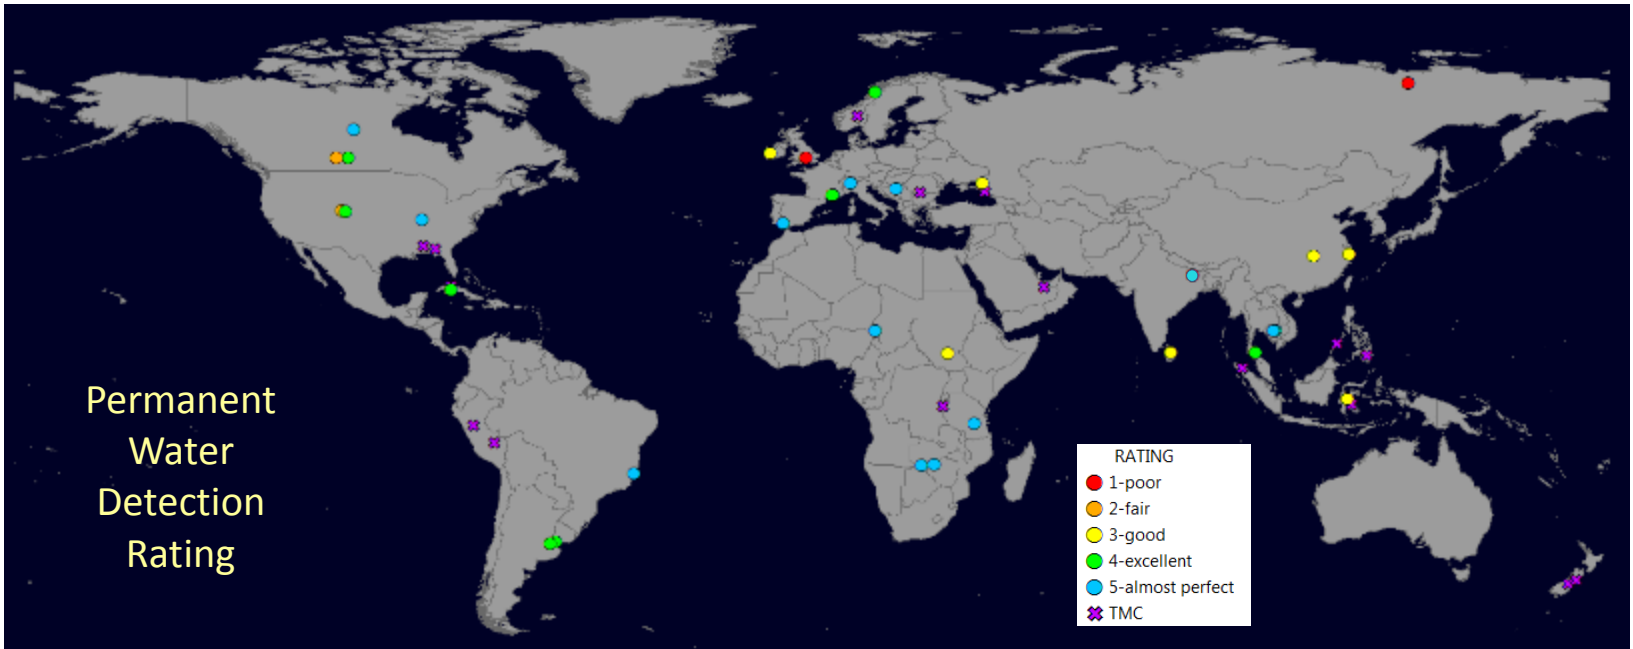 Permanent
Water
Detection
Rating
RATING
1-poor
2-fair
3-good
4-excellent
5-almost perfect
TMC